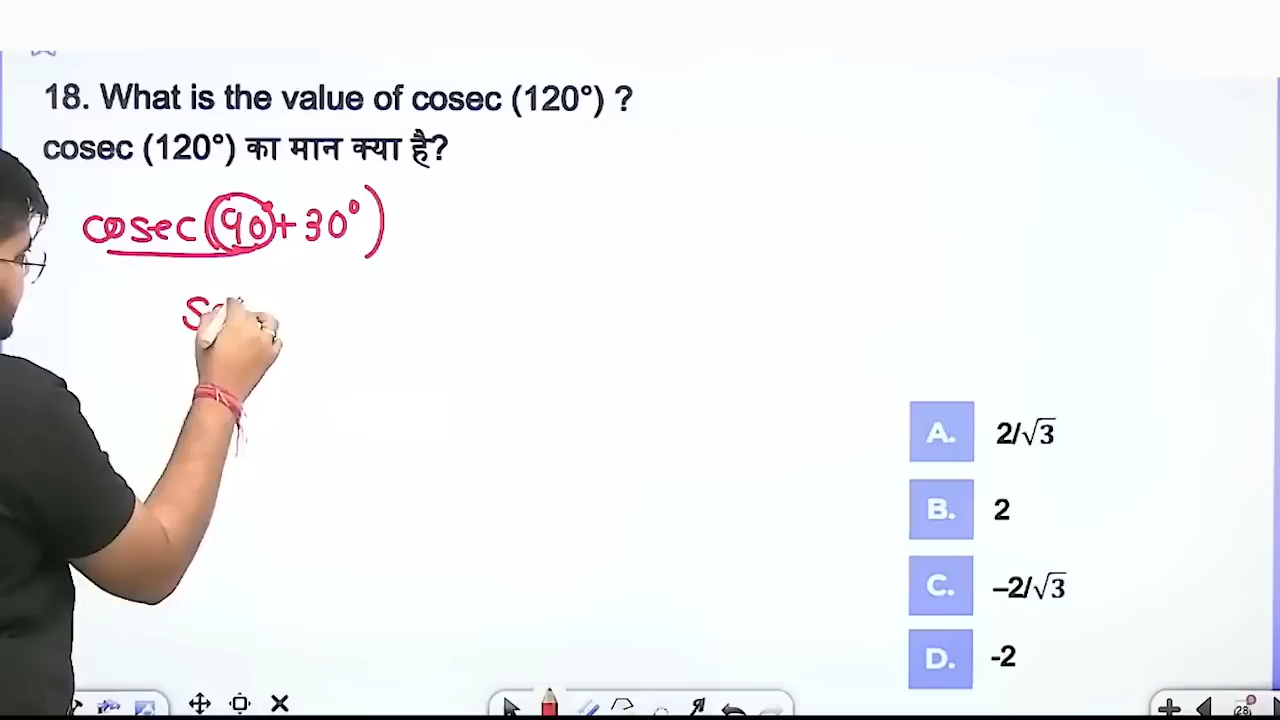 18. What is the value of cosec (120°) ?
cosec (120°) का मान क्या है?
cosec (90°+30°)
A. 2/√3
B. 2
C. –2/√3
D. -2